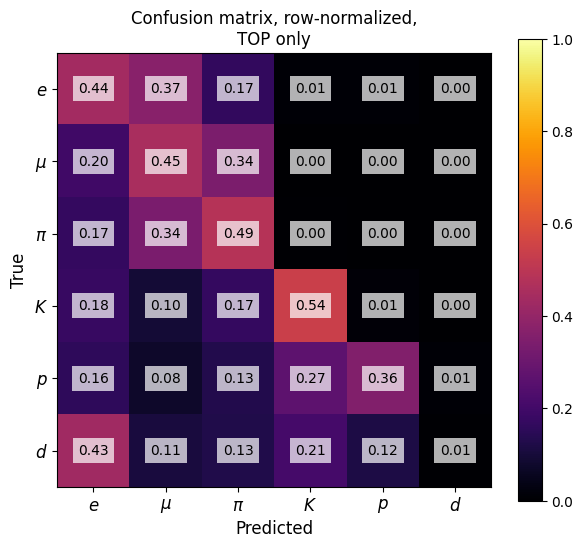 Confusion matrix, row-normalized,
TOP only
True
e 0.44 0.37 0.17 0.01 0.01 0.00
μ 0.20 0.45 0.34 0.00 0.00 0.00
π 0.17 0.34 0.49 0.00 0.00 0.00
K 0.18 0.10 0.17 0.54 0.01 0.00
p 0.16 0.08 0.13 0.27 0.36 0.01
d 0.43 0.11 0.13 0.21 0.12 0.01
e μ π K p d
Predicted
1.0
0.8
0.6
0.4
0.2
0.0